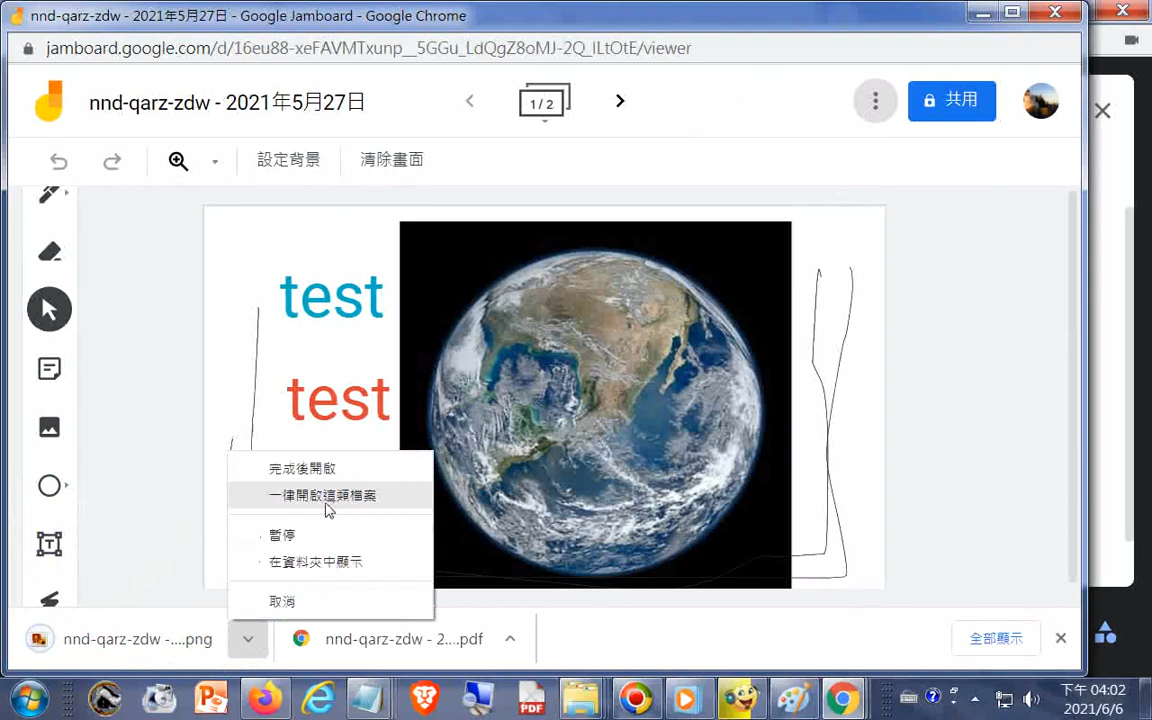 nnd-qarz-zdw - 2021年5月27日 - Google Jamboard - Google Chrome
jamboard.google.com/d/16eu88-xeFAVMTxunp__5GGu_LdQgZ8oMJ-2Q_lLtOtE/viewer
nnd-qarz-zdw - 2021年5月27日
1 / 2
共用
設定背景
清除畫面
test
test
完成後開啟
一律開啟這類檔案
暫停
在資料夾中顯示
取消
nnd-qarz-zdw -....png
nnd-qarz-zdw - 2...pdf
全部顯示
PDF
下午 04:02
2021/6/6